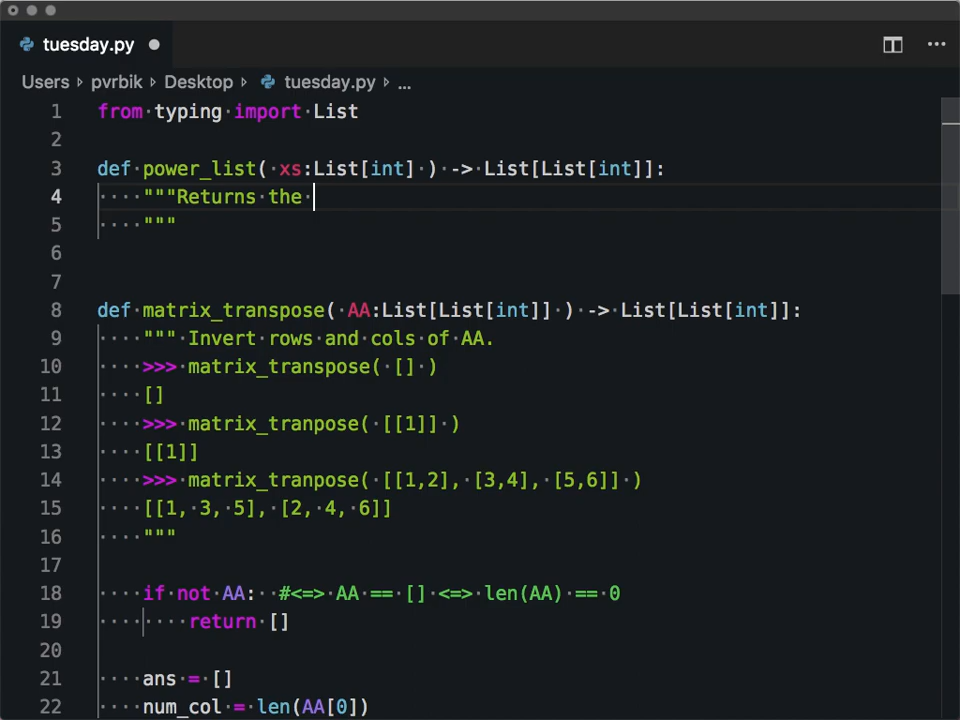 tuesday.py
Users › pvrbik › Desktop › tuesday.py › ...
1 from typing import List
2
3 def power_list( xs:List[int] ) -> List[List[int]]:
4 """Returns the
5 """
6
7
8 def matrix_transpose( AA:List[List[int]] ) -> List[List[int]]:
9 """ Invert rows and cols of AA.
10 >>> matrix_transpose( [] )
11 []
12 >>> matrix_tranpose( [[1]] )
13 [[1]]
14 >>> matrix_tranpose( [[1,2], [3,4], [5,6]] )
15 [[1, 3, 5], [2, 4, 6]]
16 """
17
18 if not AA:  #<=> AA == [] <=> len(AA) == 0
19 return []
20
21 ans = []
22 num_col = len(AA[0])